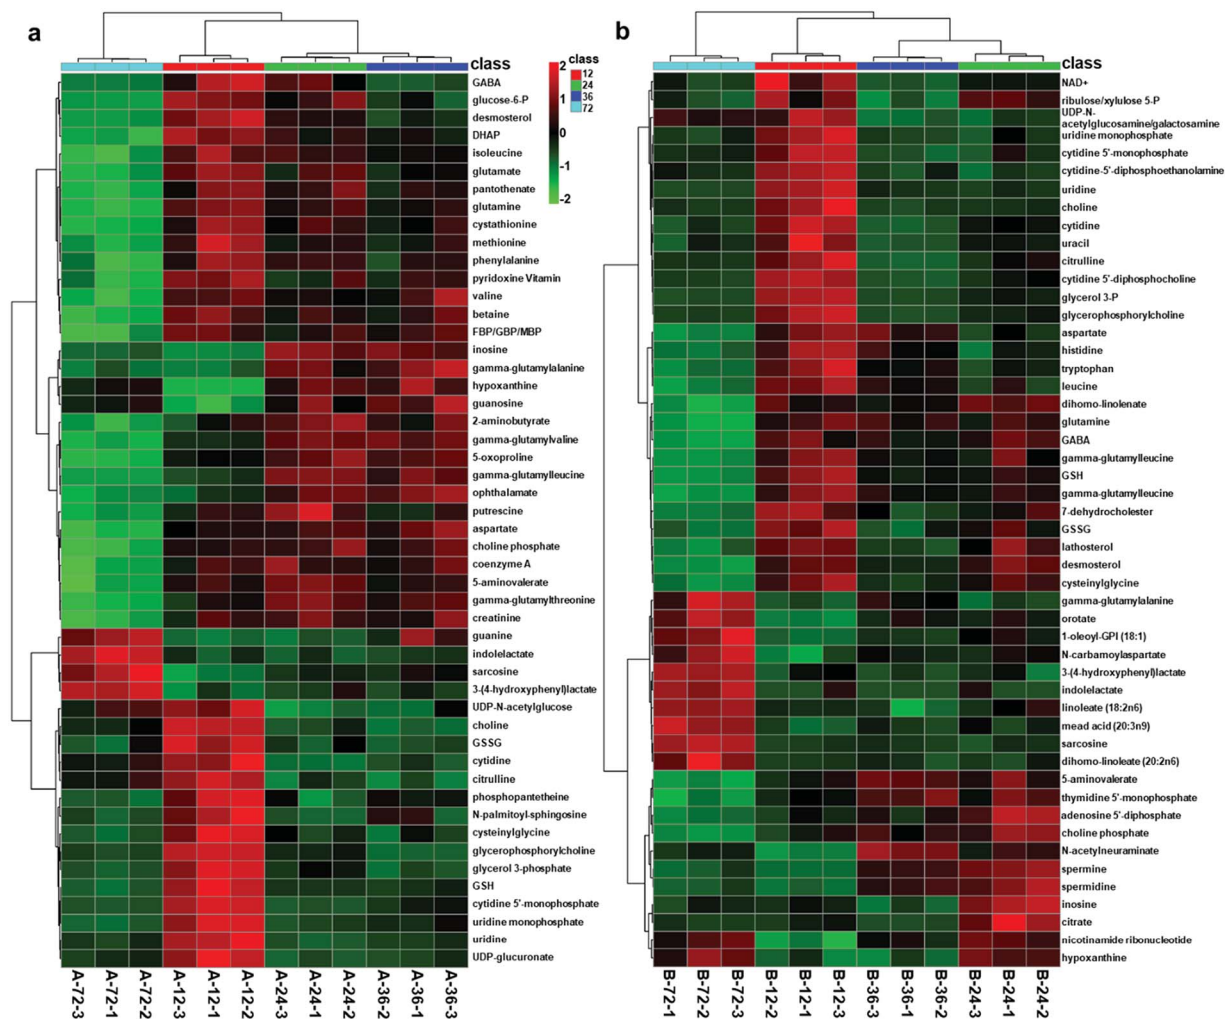 a
class
GABA
glucose-6-P
desmosterol
DHAP
isoleucine
glutamate
pantothenate
glutamine
cystathionine
methionine
phenylalanine
pyridoxine Vitamin
valine
betaine
FBP/GBP/MBP
inosine
gamma-glutamylalanine
hypoxanthine
guanosine
2-aminobutyrate
gamma-glutamylvaline
5-oxoproline
gamma-glutamylleucine
ophthalamate
putrescine
aspartate
choline phosphate
coenzyme A
5-aminovalerate
gamma-glutamylthreonine
creatinine
guanine
indolelactate
sarcosine
3-(4-hydroxyphenyl)lactate
UDP-N-acetylglucose
choline
GSSG
cytidine
citrulline
phosphopantetheine
N-palmitoyl-sphingosine
cysteinylglycine
glycerophosphorylcholine
glycerol 3-phosphate
GSH
cytidine 5'-monophosphate
uridine monophosphate
uridine
UDP-glucuronate
A-72-3
A-72-1
A-72-2
A-12-3
A-12-1
A-12-2
A-24-3
A-24-1
A-24-2
A-36-2
A-36-1
A-36-3
2
1
0
-1
-2
class
12
24
36
72
b
class
NAD+
ribulose/xylulose 5-P
UDP-N-
acetylglucosamine/galactosamine
uridine monophosphate
cytidine 5'-monophosphate
cytidine-5'-diphosphoethanolamine
uridine
choline
cytidine
uracil
citrulline
cytidine 5'-diphosphocholine
glycerol 3-P
glycerophosphorylcholine
aspartate
histidine
tryptophan
leucine
dihomo-linolenate
glutamine
GABA
gamma-glutamylleucine
GSH
gamma-glutamylleucine
7-dehydrocholester
GSSG
lathosterol
desmosterol
cysteinylglycine
gamma-glutamylalanine
orotate
1-oleoyl-GPI (18:1)
N-carbamoylaspartate
3-(4-hydroxyphenyl)lactate
indolelactate
linoleate (18:2n6)
mead acid (20:3n9)
sarcosine
dihomo-linoleate (20:2n6)
5-aminovalerate
thymidine 5'-monophosphate
adenosine 5'-diphosphate
choline phosphate
N-acetylneuraminate
spermine
spermidine
inosine
citrate
nicotinamide ribonucleotide
hypoxanthine
B-72-1
B-72-2
B-72-3
B-12-2
B-12-1
B-12-3
B-36-3
B-36-1
B-36-2
B-24-3
B-24-1
B-24-2